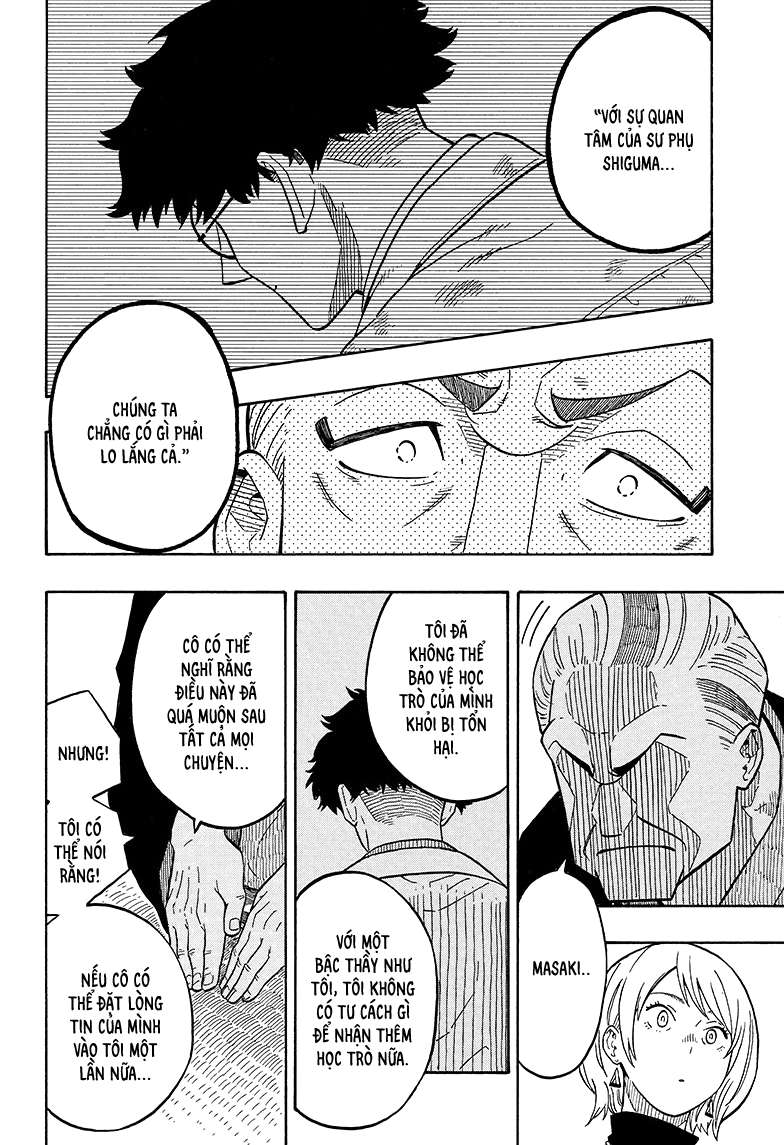 "VỚI SỰ QUAN
TÂM CỦA SƯ PHỤ
SHIGUMA...
CHÚNG TA
CHẲNG CÓ GÌ PHẢI
LO LẮNG CẢ."
MASAKI..
TÔI ĐÃ
KHÔNG THỂ
BẢO VỆ HỌC
TRÒ CỦA MÌNH
KHỎI BỊ TỔN
HẠI.
VỚI MỘT
BẬC THẦY NHƯ
TÔI, TÔI KHÔNG
CÓ TƯ CÁCH GÌ
ĐỂ NHẬN THÊM
HỌC TRÒ NỮA.
CÔ CÓ THỂ
NGHĨ RẰNG
ĐIỀU NÀY ĐÃ
QUÁ MUỘN SAU
TẤT CẢ MỌI
CHUYỆN...
NHƯNG!
TÔI CÓ
THỂ NÓI
RẰNG!
NẾU CÔ CÓ
THỂ ĐẶT LÒNG
TIN CỦA MÌNH
VÀO TÔI MỘT
LẦN NỮA...